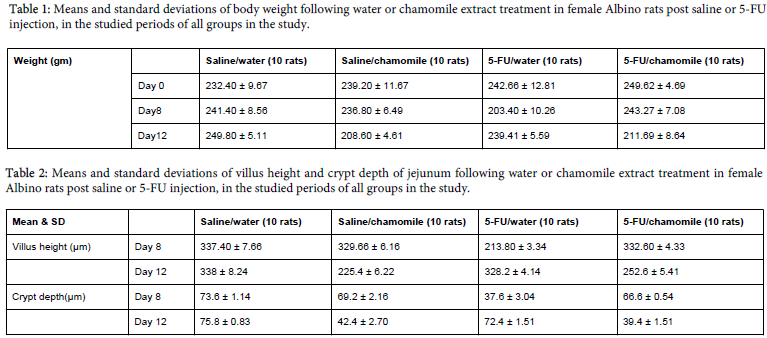 Table 1: Means and standard deviations of body weight following water or chamomile extract treatment in female Albino rats post saline or 5-FU
injection, in the studied periods of all groups in the study.
Weight (gm) Saline/water (10 rats) Saline/chamomile (10 rats) 5-FU/water (10 rats) 5-FU/chamomile (10 rats)
Day 0 232.40 ± 9.67 239.20 ± 11.67 242.66 ± 12.81 249.62 ± 4.69
Day8 241.40 ± 8.56 236.80 ± 6.49 203.40 ± 10.26 243.27 ± 7.08
Day12 249.80 ± 5.11 208.60 ± 4.61 239.41 ± 5.59 211.69 ± 8.64
Table 2: Means and standard deviations of villus height and crypt depth of jejunum following water or chamomile extract treatment in female
Albino rats post saline or 5-FU injection, in the studied periods of all groups in the study.
Mean & SD Saline/water (10 rats) Saline/chamomile (10 rats) 5-FU/water (10 rats) 5-FU/chamomile (10 rats)
Villus height (μm) Day 8 337.40 ± 7.66 329.66 ± 6.16 213.80 ± 3.34 332.60 ± 4.33
Day 12 338 ± 8.24 225.4 ± 6.22 328.2 ± 4.14 252.6 ± 5.41
Crypt depth(μm) Day 8 73.6 ± 1.14 69.2 ± 2.16 37.6 ± 3.04 66.6 ± 0.54
Day 12 75.8 ± 0.83 42.4 ± 2.70 72.4 ± 1.51 39.4 ± 1.51